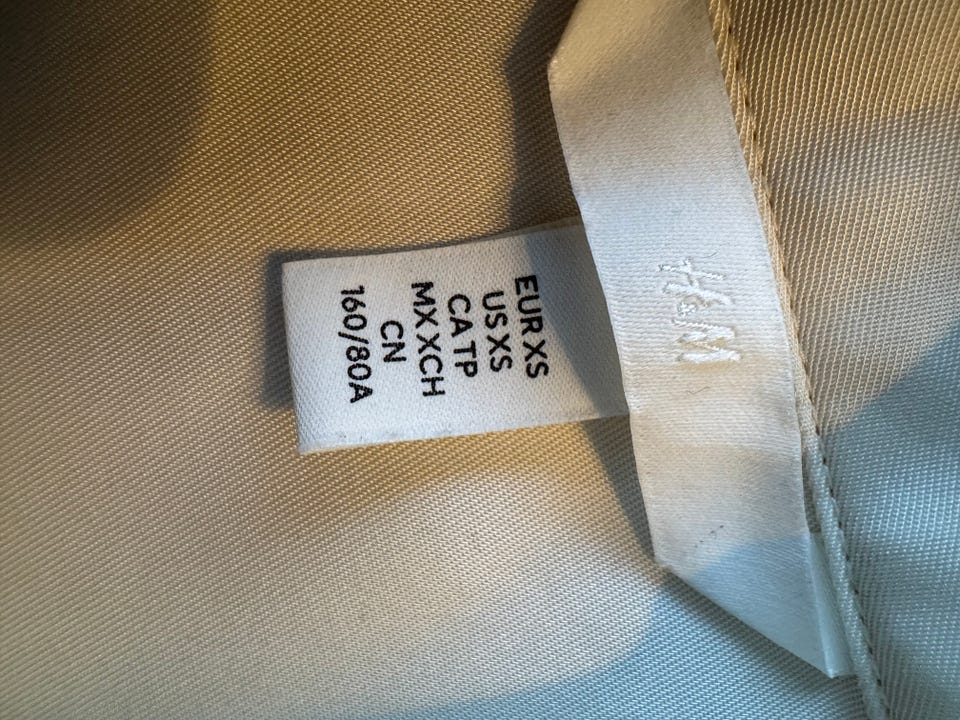 H&M
EUR XS
US XS
CA TP
MX XCH
CN
160/80A